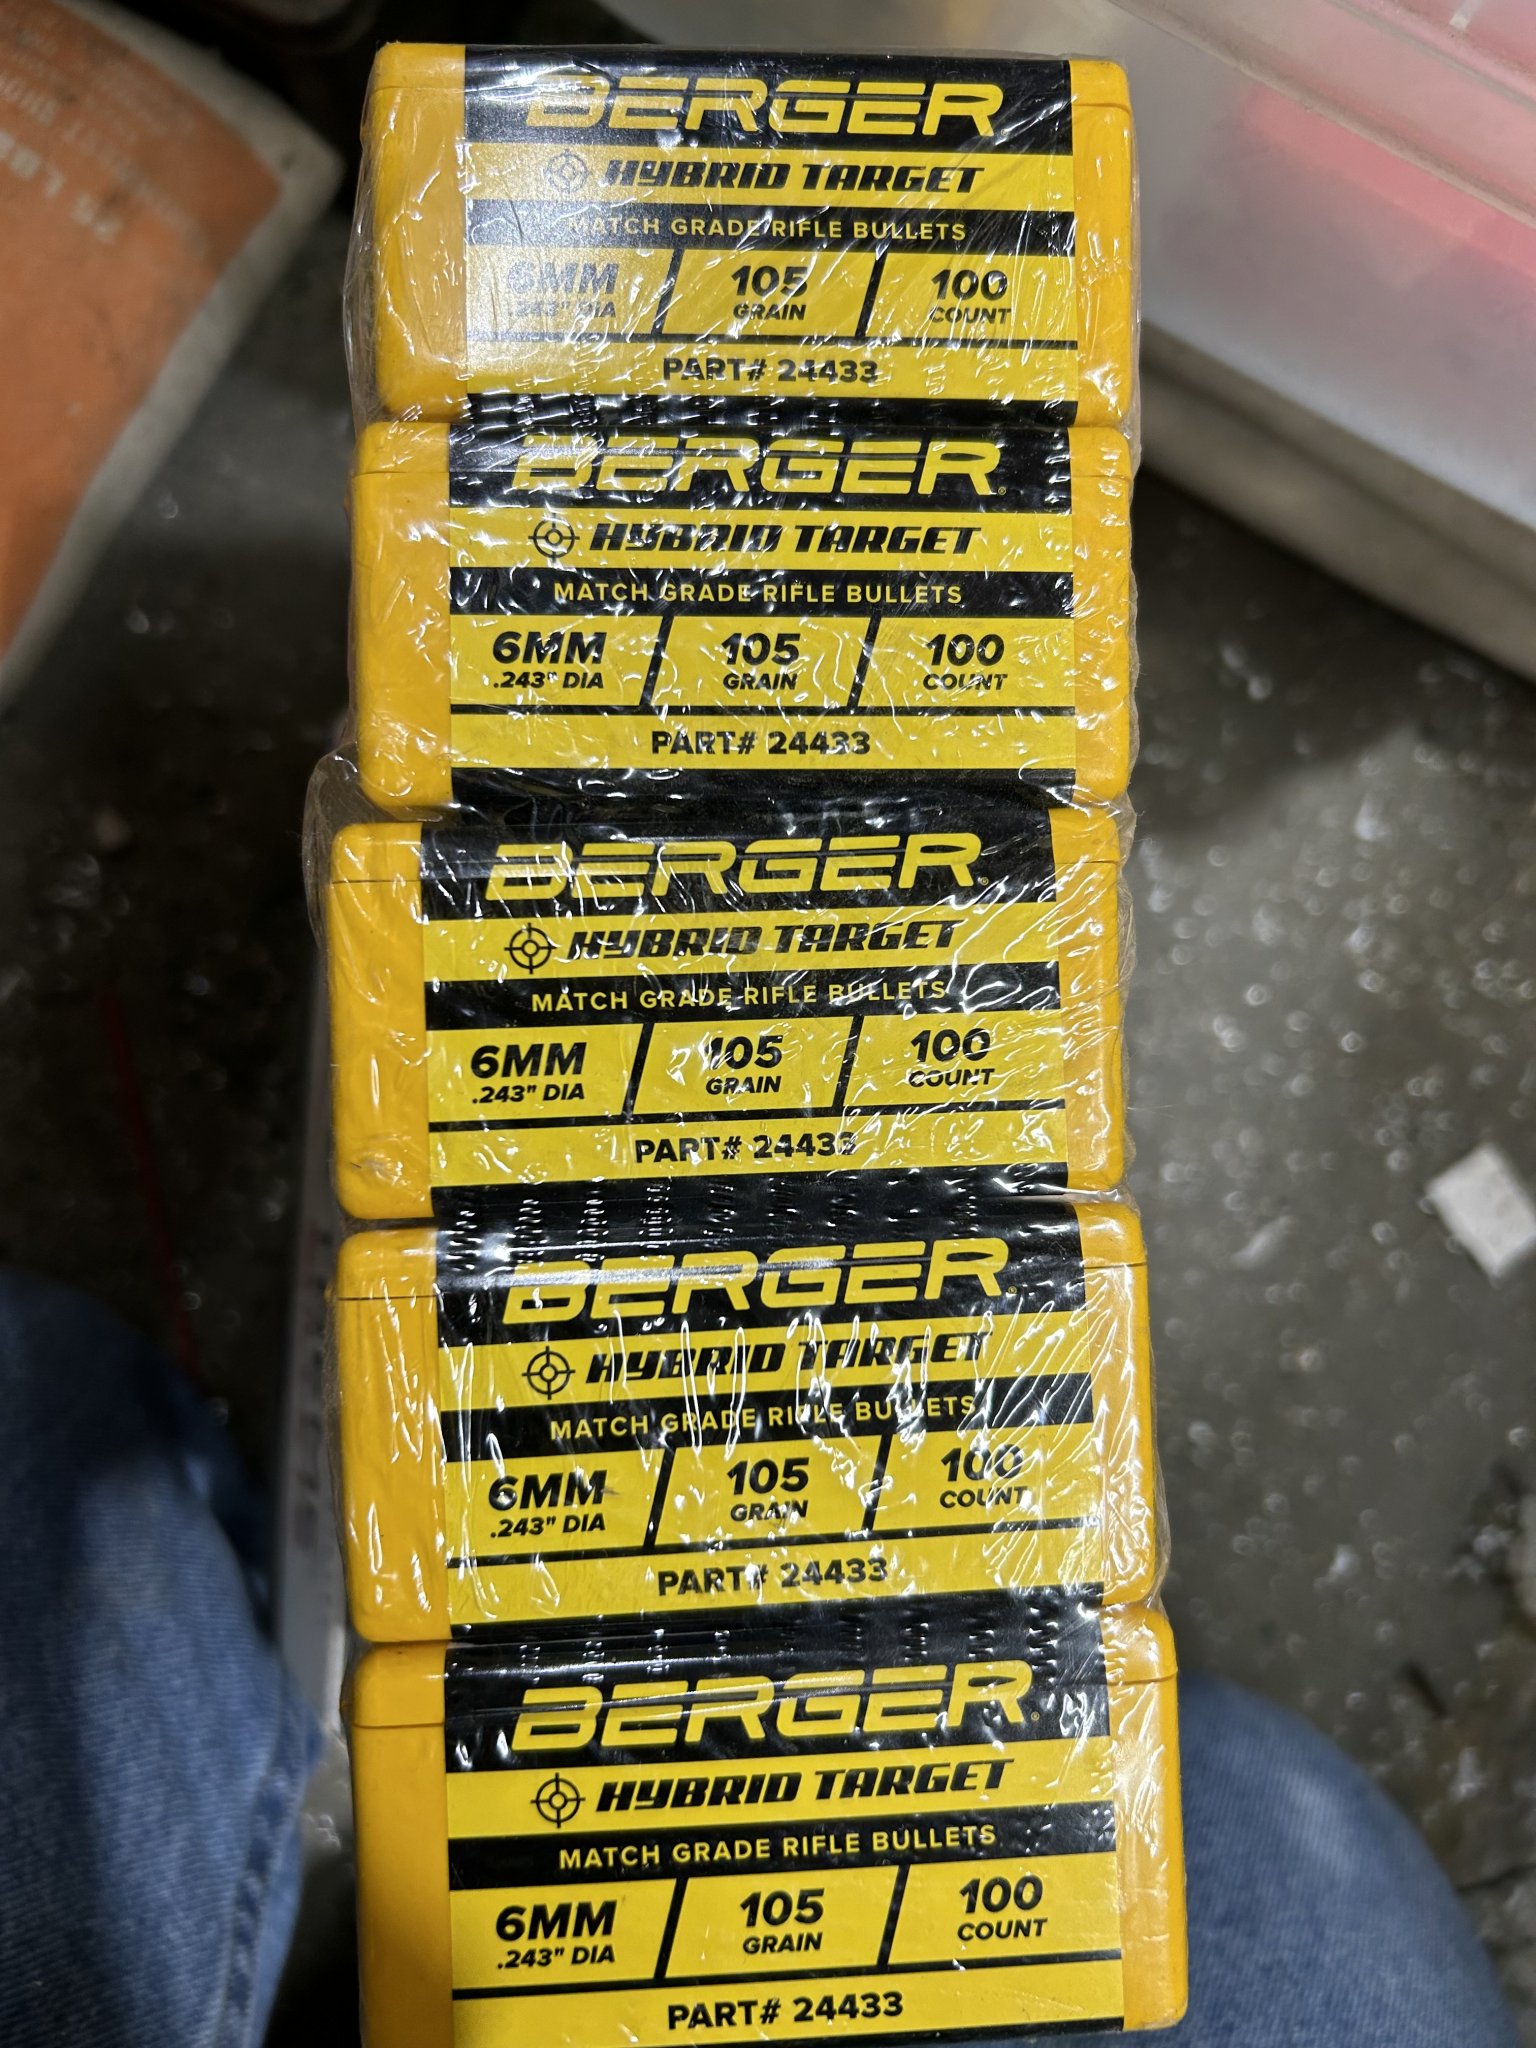 BERGER
HYBRID TARGET
MATCH GRADE RIFLE BULLETS
6MM 105 100
.243" DIA GRAIN COUNT
PART# 24433
BERGER
HYBRID TARGET
MATCH GRADE RIFLE BULLETS
6MM 105 100
.243" DIA GRAIN COUNT
PART# 24433
BERGER
HYBRID TARGET
MATCH GRADE RIFLE BULLETS
6MM 105 100
.243" DIA GRAIN COUNT
PART# 24433
BERGER
HYBRID TARGET
MATCH GRADE RIFLE BULLETS
6MM 105 100
.243" DIA GRAIN COUNT
PART# 24433
BERGER
HYBRID TARGET
MATCH GRADE RIFLE BULLETS
6MM 105 100
.243" DIA GRAIN COUNT
PART# 24433